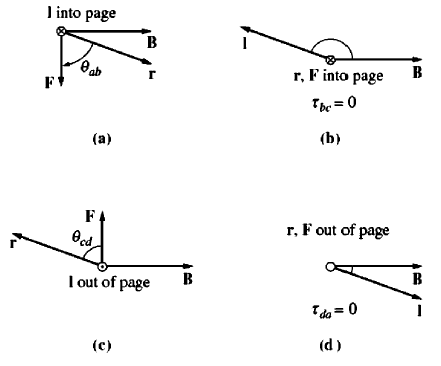 l into page
B
θab
r
F
(a)
l
B
r, F into page
τbc = 0
(b)
F
r
θcd
l out of page
B
(c)
r, F out of page
B
τda = 0
l
(d)